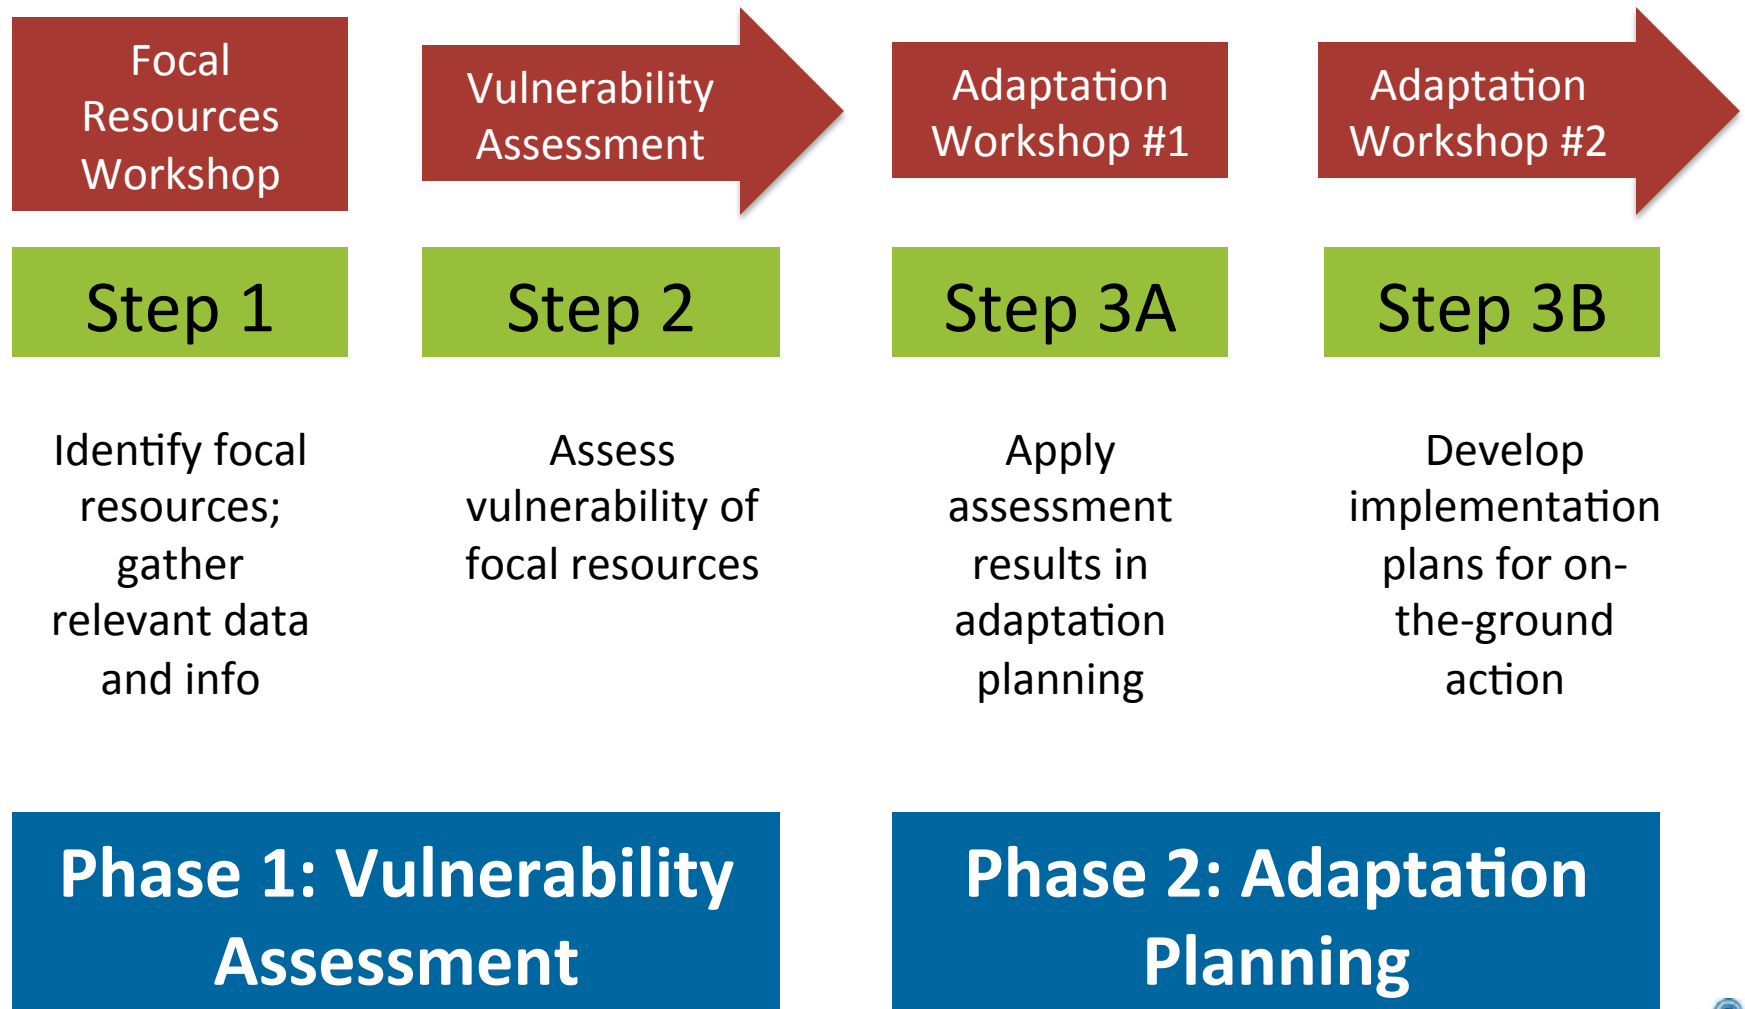 Focal
Resources
Workshop
Vulnerability
Assessment
Adaptation
Workshop #1
Adaptation
Workshop #2
Step 1
Step 2
Step 3A
Step 3B
Identify focal
resources;
gather
relevant data
and info
Assess
vulnerability of
focal resources
Apply
assessment
results in
adaptation
planning
Develop
implementation
plans for on-
the-ground
action
Phase 1: Vulnerability
Assessment
Phase 2: Adaptation
Planning